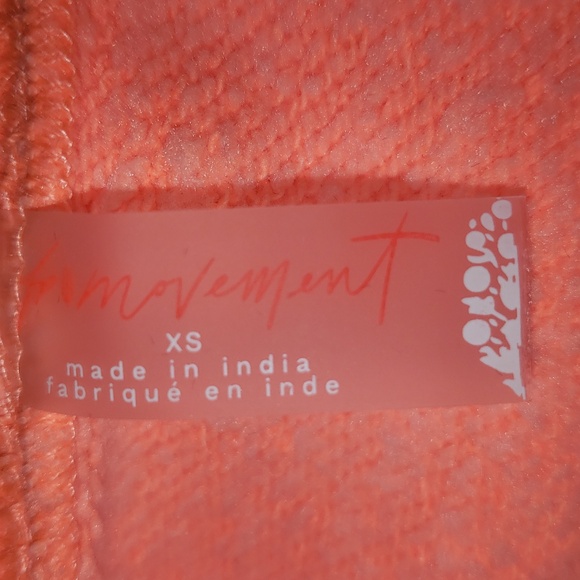 movement
XS
made in india
fabriqué en inde